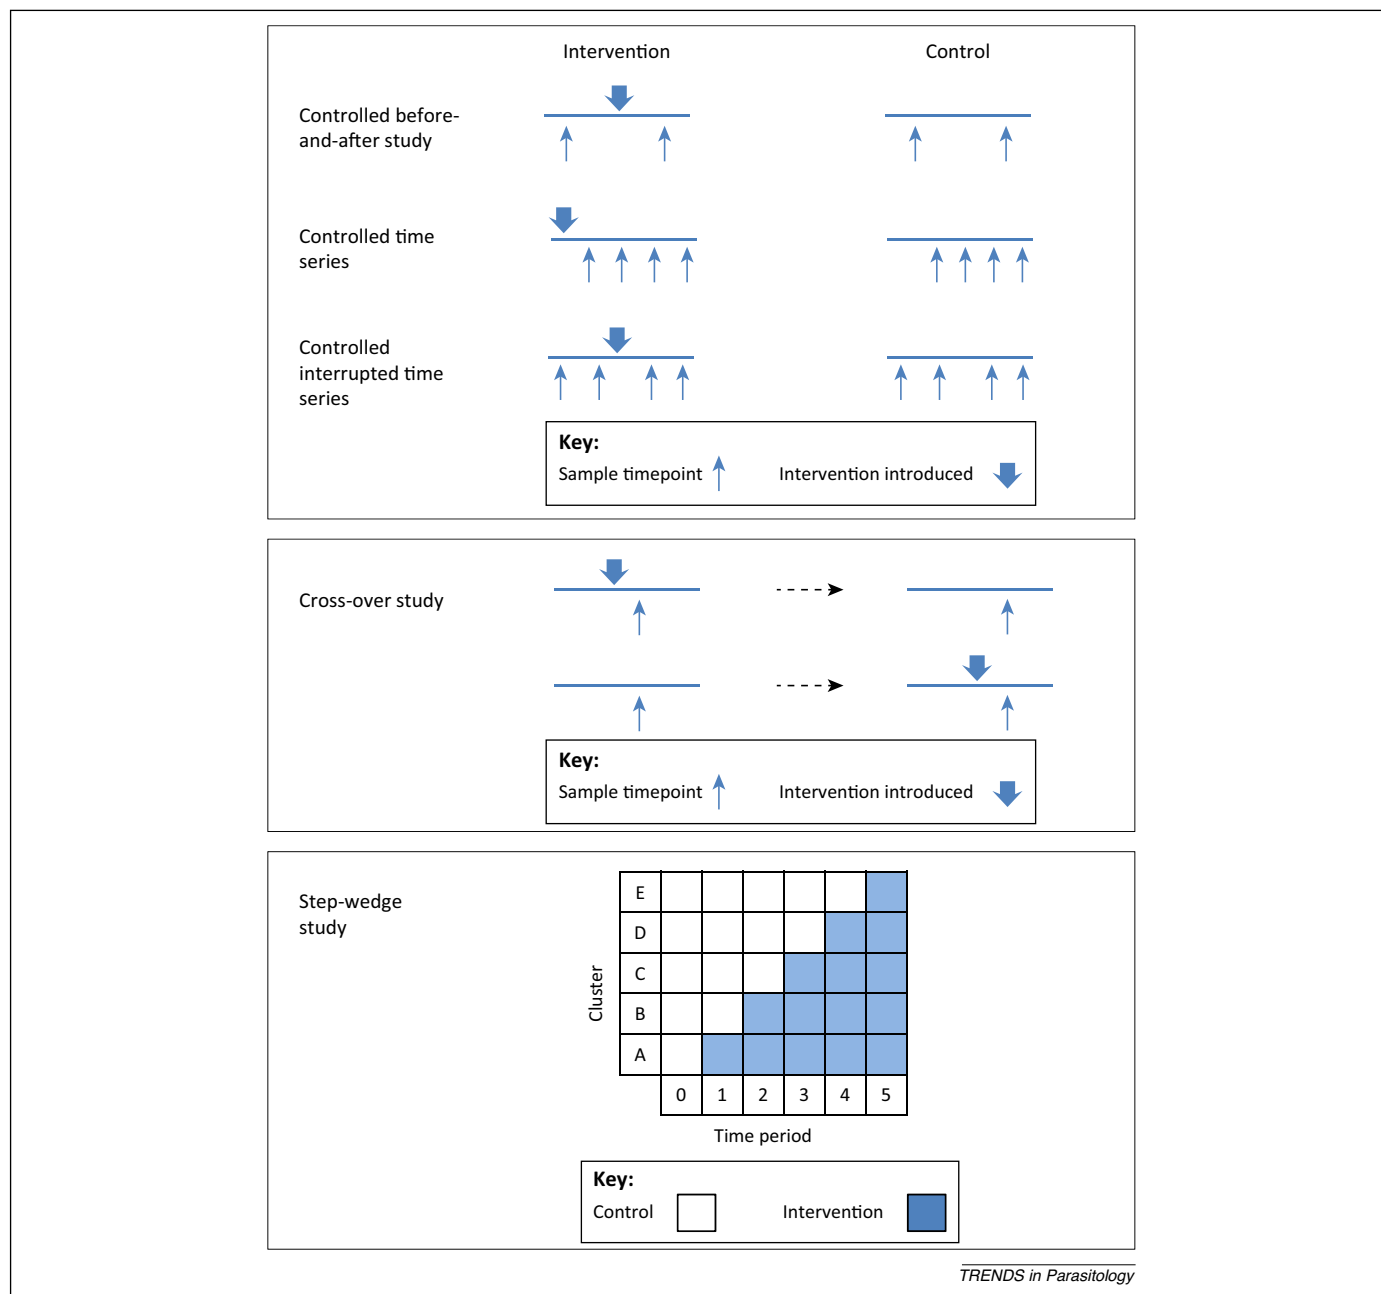 Intervention Control
Controlled before-
and-after study
Controlled time
series
Controlled
interrupted time
series
Key:
Sample timepoint Intervention introduced
Cross-over study
Key:
Sample timepoint Intervention introduced
Step-wedge
study
Cluster
E
D
C
B
A
0 1 2 3 4 5
Time period
Key:
Control Intervention
TRENDS in Parasitology